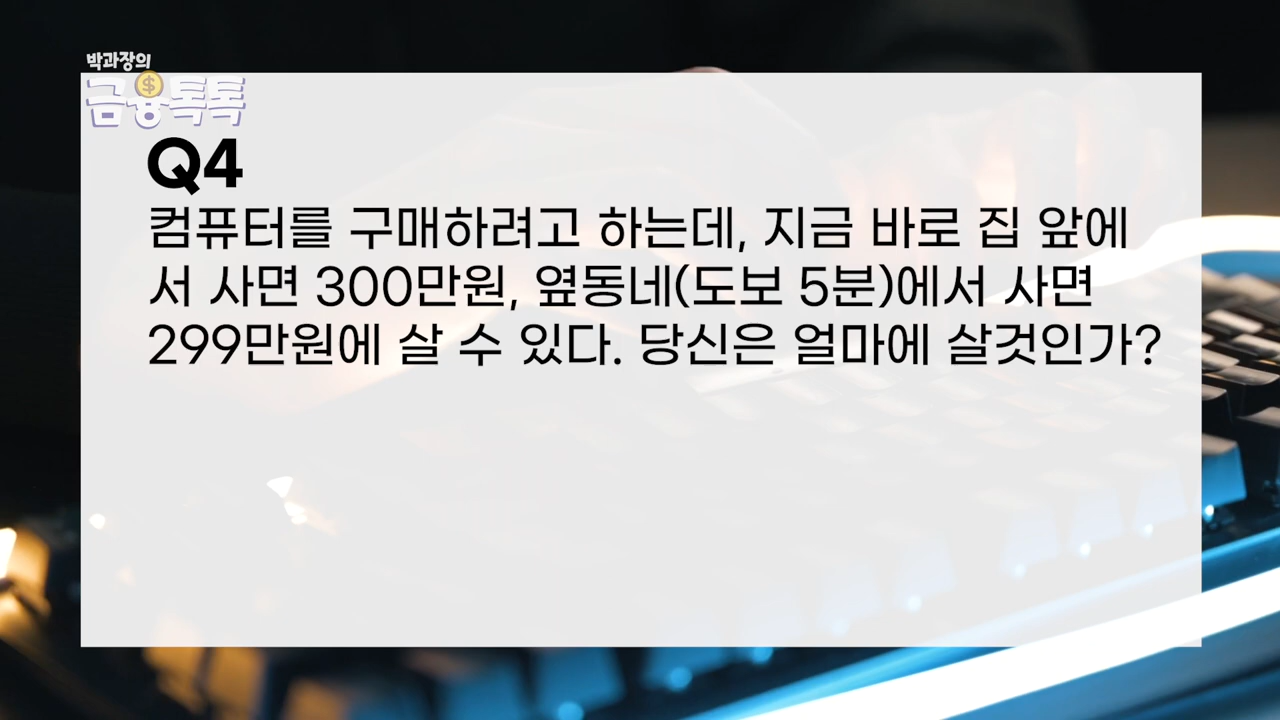 박과장의
금융톡톡
Q4
컴퓨터를 구매하려고 하는데, 지금 바로 집 앞에
서 사면 300만원, 옆동네(도보 5분)에서 사면
299만원에 살 수 있다. 당신은 얼마에 살것인가?